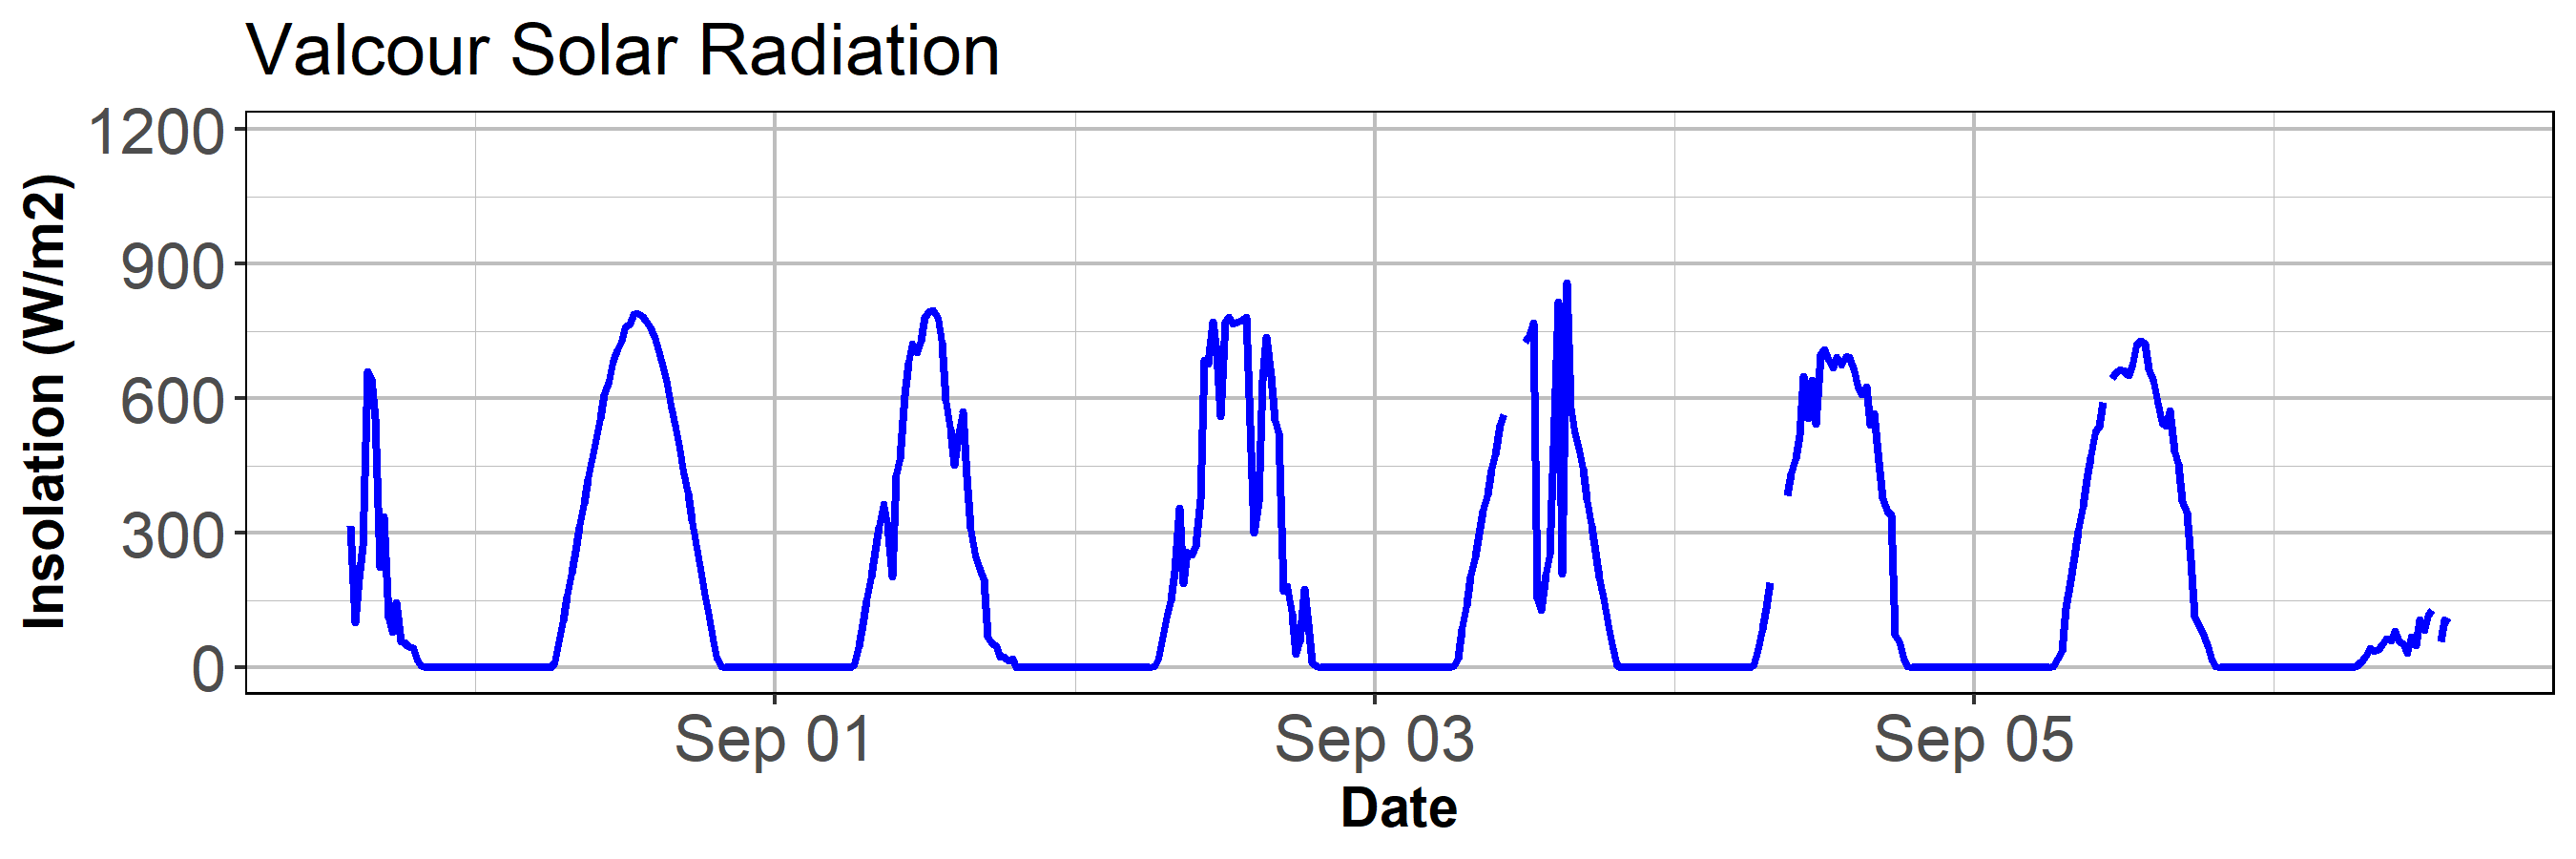 Valcour Solar Radiation
1200
900
600
300
0
Insolation (W/m2)
Sep 01
Sep 03
Sep 05
Date